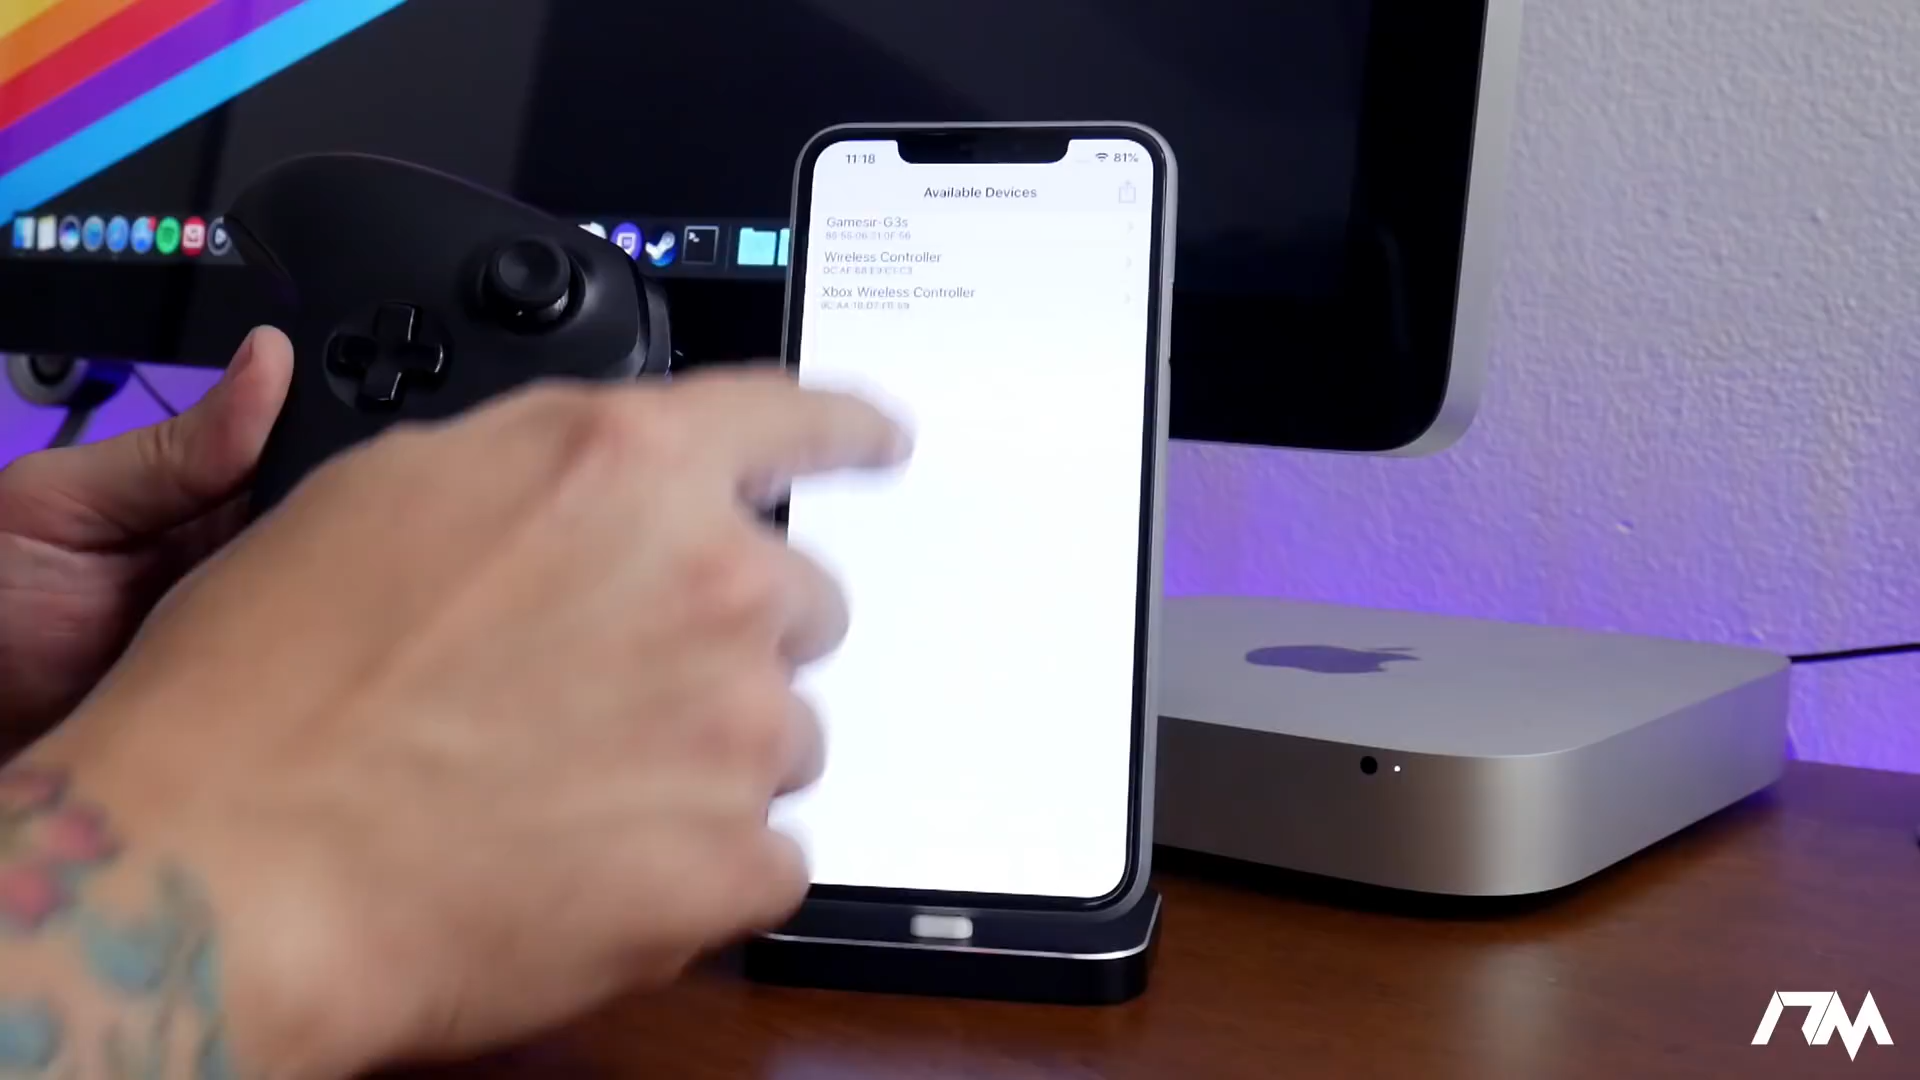 11:18
81%
Available Devices
Gamesir-G3s
Wireless Controller
Xbox Wireless Controller